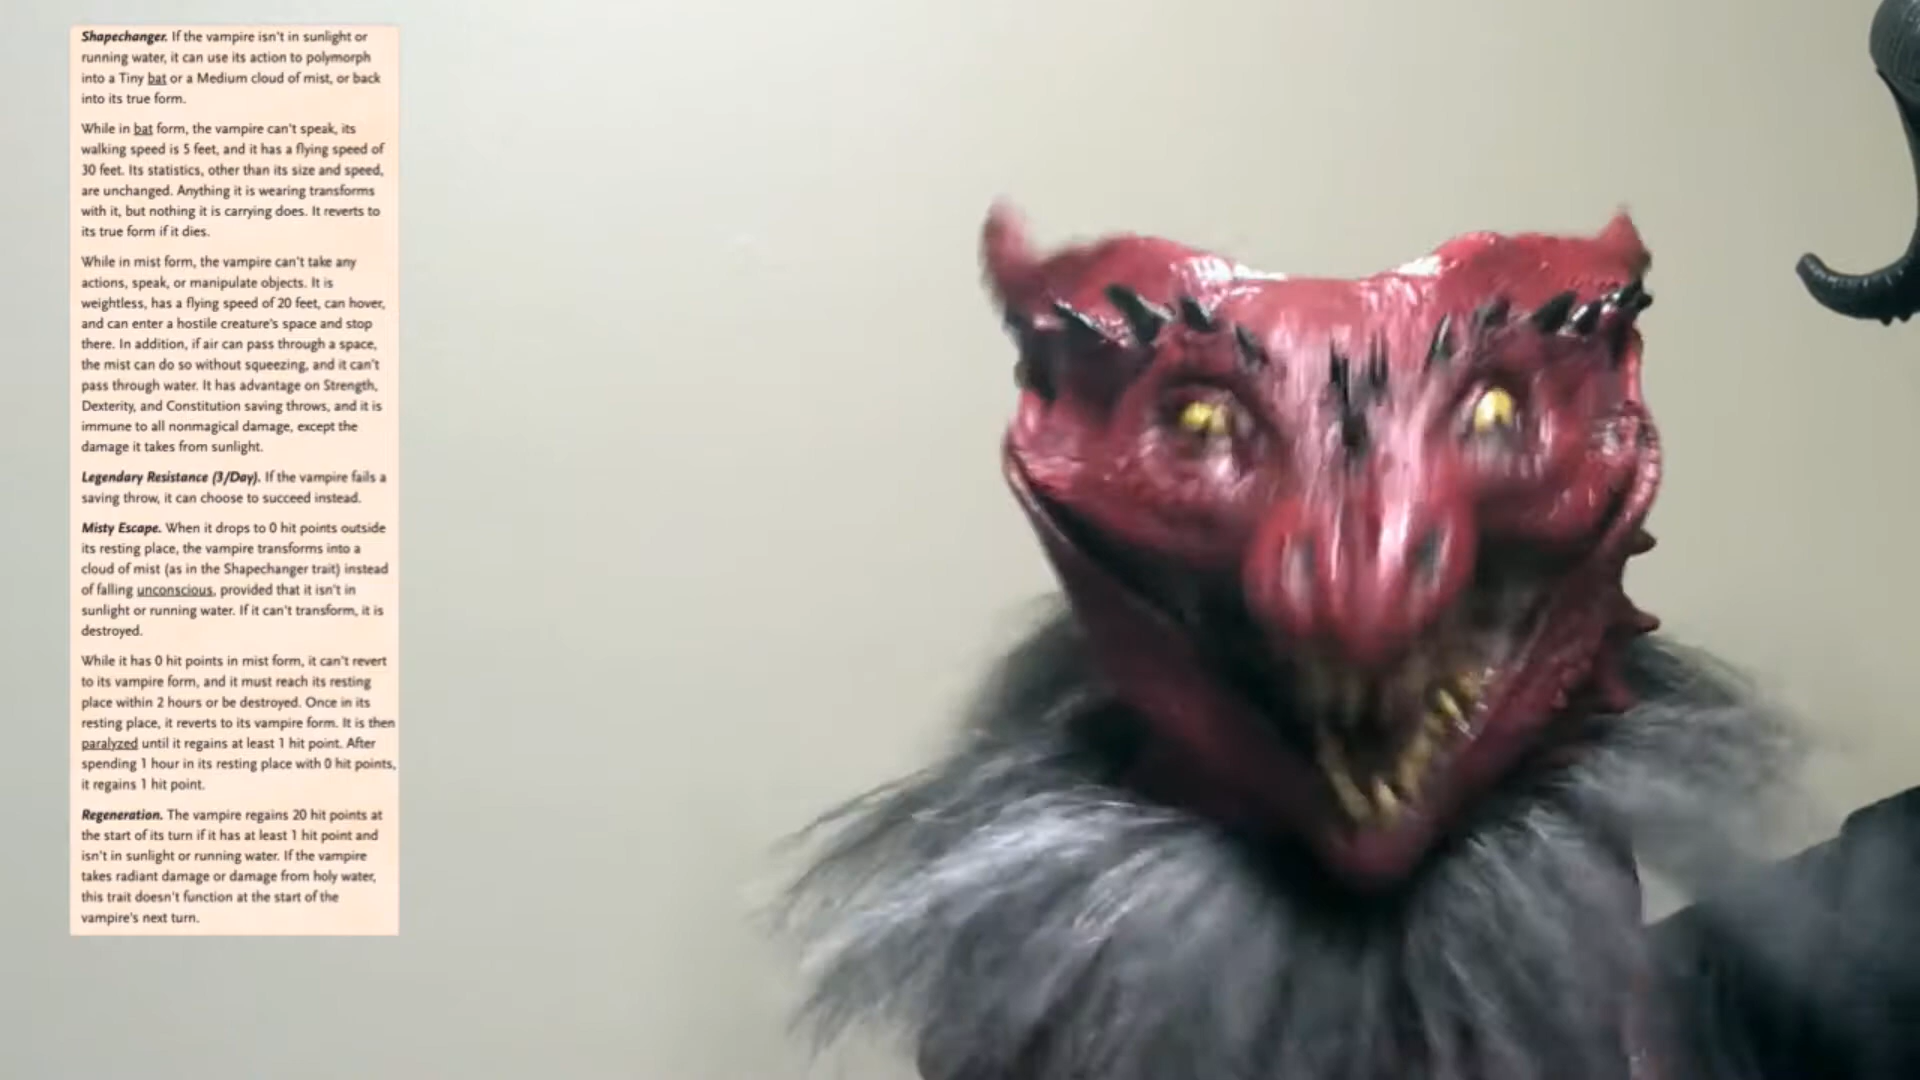 Shapechanger. If the vampire isn't in sunlight or
running water, it can use its action to polymorph
into a Tiny bat or a Medium cloud of mist, or back
into its true form.
While in bat form, the vampire can't speak, its
walking speed is 5 feet, and it has a flying speed of
30 feet. Its statistics, other than its size and speed,
are unchanged. Anything it is wearing transforms
with it, but nothing it is carrying does. It reverts to
its true form if it dies.
While in mist form, the vampire can't take any
actions, speak, or manipulate objects. It is
weightless, has a flying speed of 20 feet, can hover,
and can enter a hostile creature's space and stop
there. In addition, if air can pass through a space,
the mist can do so without squeezing, and it can't
pass through water. It has advantage on Strength,
Dexterity, and Constitution saving throws, and it is
immune to all nonmagical damage, except the
damage it takes from sunlight.
Legendary Resistance (3/Day). If the vampire fails a
saving throw, it can choose to succeed instead.
Misty Escape. When it drops to 0 hit points outside
its resting place, the vampire transforms into a
cloud of mist (as in the Shapechanger trait) instead
of falling unconscious, provided that it isn't in
sunlight or running water. If it can't transform, it is
destroyed.
While it has 0 hit points in mist form, it can't revert
to its vampire form, and it must reach its resting
place within 2 hours or be destroyed. Once in its
resting place, it reverts to its vampire form. It is then
paralyzed until it regains at least 1 hit point. After
spending 1 hour in its resting place with 0 hit points,
it regains 1 hit point.
Regeneration. The vampire regains 20 hit points at
the start of its turn if it has at least 1 hit point and
isn't in sunlight or running water. If the vampire
takes radiant damage or damage from holy water,
this trait doesn't function at the start of the
vampire's next turn.